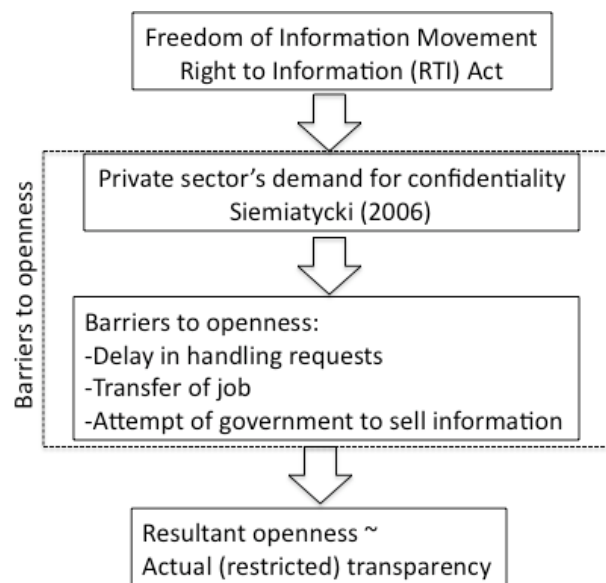 Freedom of Information Movement
Right to Information (RTI) Act
Private sector’s demand for confidentiality
Siemiatycki (2006)
Barriers to openness
Barriers to openness:
-Delay in handling requests
-Transfer of job
-Attempt of government to sell information
Resultant openness ~
Actual (restricted) transparency